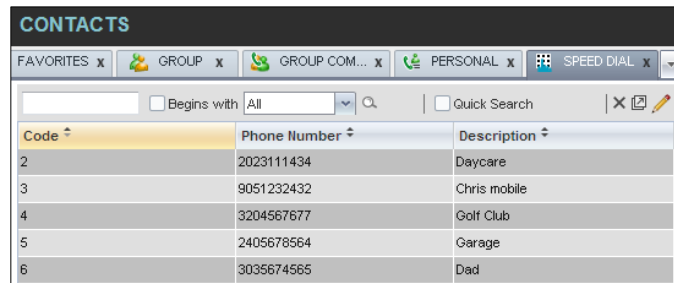 CONTACTS
FAVORITES x GROUP x GROUP COM... x PERSONAL x SPEED DIAL x
Begins with All Quick Search
Code Phone Number Description
2 2023111434 Daycare
3 9051232432 Chris mobile
4 3204567677 Golf Club
5 2405678564 Garage
6 3035674565 Dad